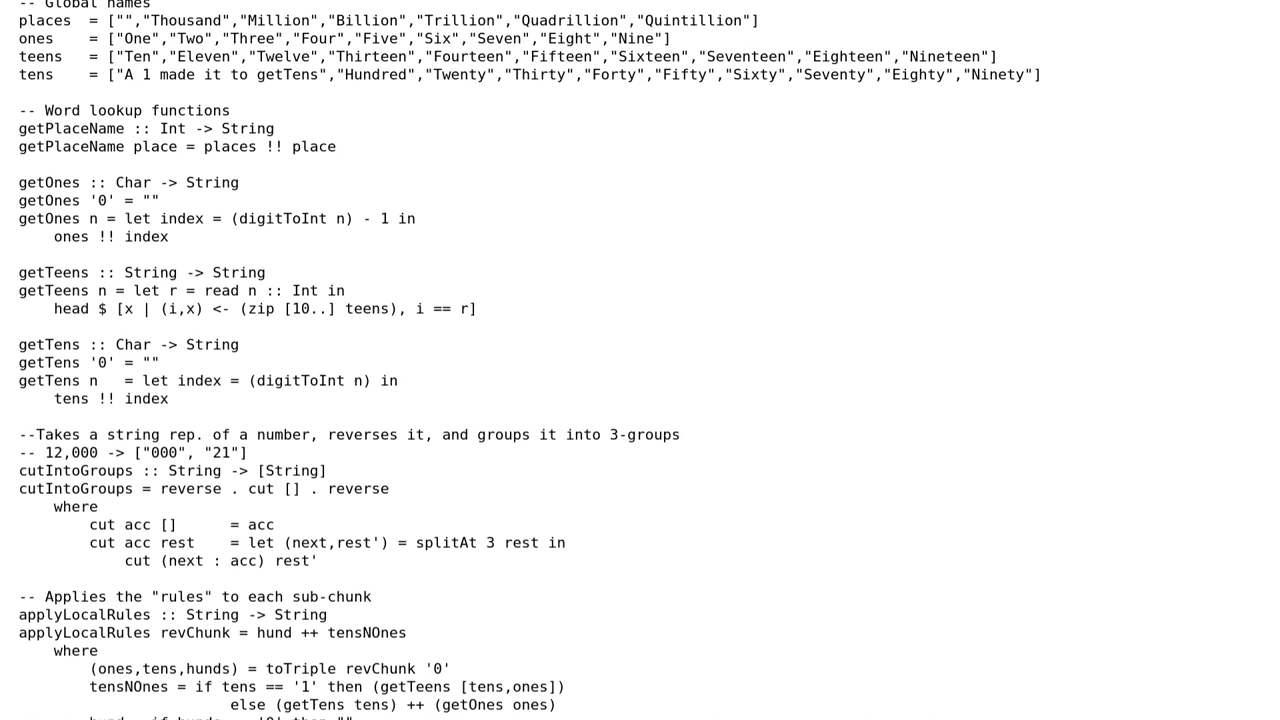 -- Global names
places  = ["","Thousand","Million","Billion","Trillion","Quadrillion","Quintillion"]
ones    = ["One","Two","Three","Four","Five","Six","Seven","Eight","Nine"]
teens   = ["Ten","Eleven","Twelve","Thirteen","Fourteen","Fifteen","Sixteen","Seventeen","Eighteen","Nineteen"]
tens    = ["A 1 made it to getTens","Hundred","Twenty","Thirty","Forty","Fifty","Sixty","Seventy","Eighty","Ninety"]

-- Word lookup functions
getPlaceName :: Int -> String
getPlaceName place = places !! place

getOnes :: Char -> String
getOnes '0' = ""
getOnes n = let index = (digitToInt n) - 1 in
    ones !! index

getTeens :: String -> String
getTeens n = let r = read n :: Int in
    head $ [x | (i,x) <- (zip [10..] teens), i == r]

getTens :: Char -> String
getTens '0' = ""
getTens n   = let index = (digitToInt n) in
    tens !! index

--Takes a string rep. of a number, reverses it, and groups it into 3-groups
-- 12,000 -> ["000", "21"]
cutIntoGroups :: String -> [String]
cutIntoGroups = reverse . cut [] . reverse
    where
        cut acc []      = acc
        cut acc rest    = let (next,rest') = splitAt 3 rest in
            cut (next : acc) rest'

-- Applies the "rules" to each sub-chunk
applyLocalRules :: String -> String
applyLocalRules revChunk = hund ++ tensNOnes
    where
        (ones,tens,hunds) = toTriple revChunk '0'
        tensNOnes = if tens == '1' then (getTeens [tens,ones])
                        else (getTens tens) ++ (getOnes ones)
        hund = if hunds == '0' then ""